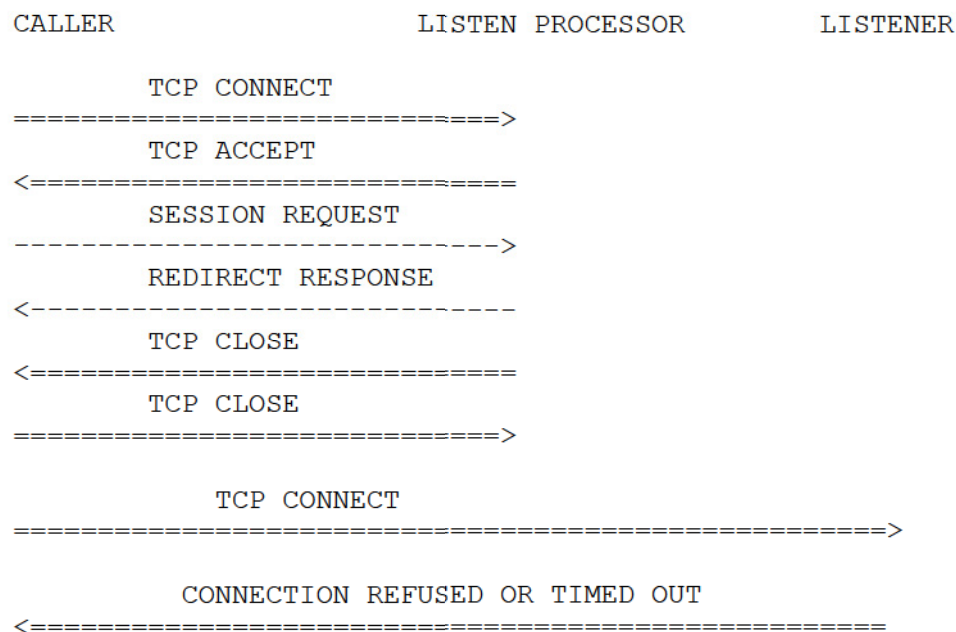 CALLER LISTEN PROCESSOR LISTENER
TCP CONNECT
=============================>
TCP ACCEPT
<=============================
SESSION REQUEST
----------------------------->
REDIRECT RESPONSE
<-----------------------------
TCP CLOSE
<=============================
TCP CLOSE
=============================>
TCP CONNECT
====================================================>
CONNECTION REFUSED OR TIMED OUT
<===================================================